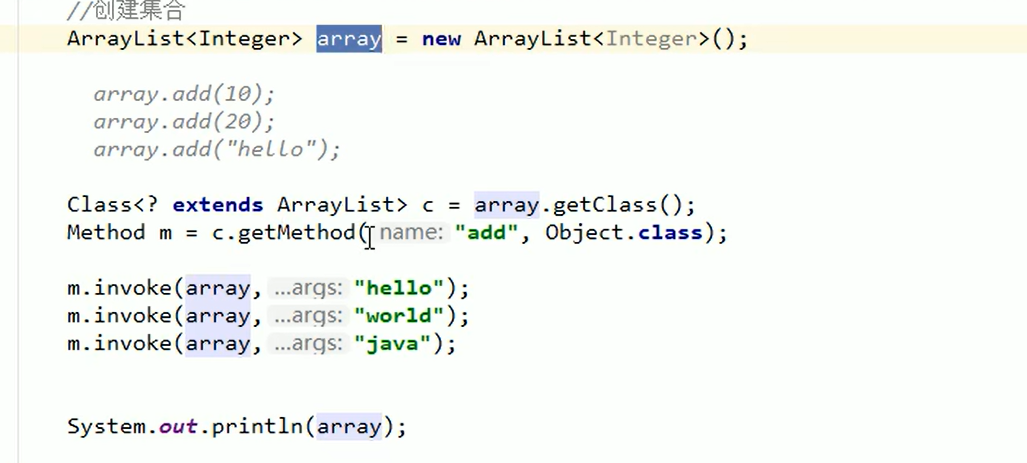 //创建集合
ArrayList<Integer> array = new ArrayList<Integer>();
array.add(10);
array.add(20);
array.add("hello");
Class<? extends ArrayList> c = array.getClass();
Method m = c.getMethod( name: "add", Object.class);
m.invoke(array, ...args: "hello");
m.invoke(array, ...args: "world");
m.invoke(array, ...args: "java");
System.out.println(array);